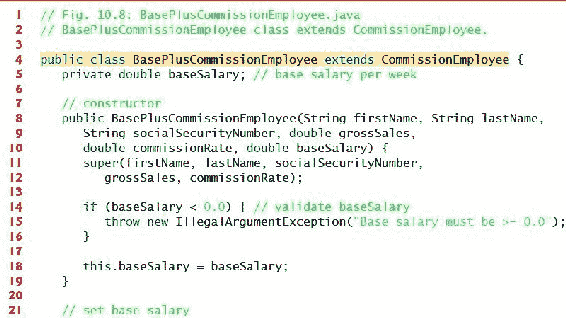 1 // Fig. 10.8: BasePlusCommissionEmployee.java
2 // BasePlusCommissionEmployee class extends CommissionEmployee.
3
4 public class BasePlusCommissionEmployee extends CommissionEmployee {
5 private double baseSalary; // base salary per week
6
7 // constructor
8 public BasePlusCommissionEmployee(String firstName, String lastName,
9 String socialSecurityNumber, double grossSales,
10 double commissionRate, double baseSalary) {
11 super(firstName, lastName, socialSecurityNumber,
12 grossSales, commissionRate);
13
14 if (baseSalary < 0.0) { // validate baseSalary
15 throw new IllegalArgumentException("Base salary must be >= 0.0");
16 }
17
18 this.baseSalary = baseSalary;
19 }
20
21 // set base salary